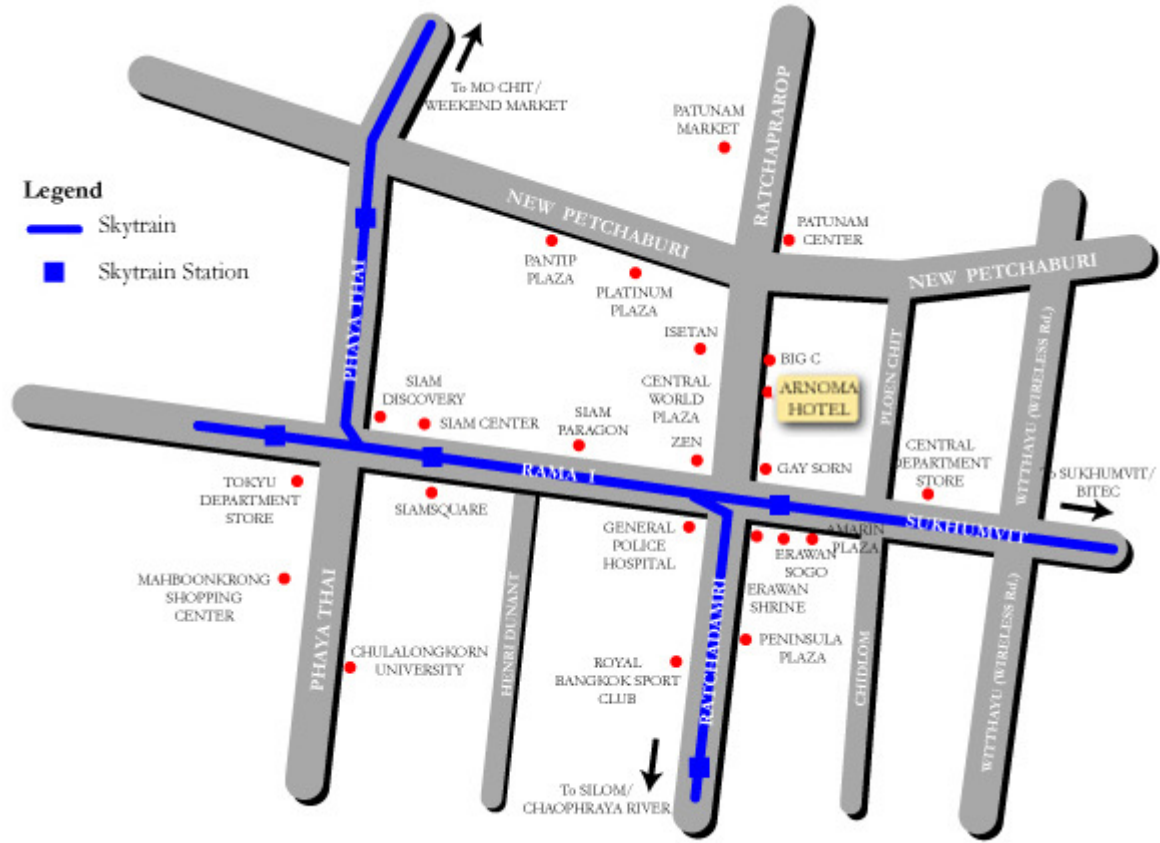 To MO CHIT/
WEEKEND MARKET
PATUNAM
MARKET
RATCHAPRAROP
Legend
Skytrain
Skytrain Station
NEW PETCHABURI
PATUNAM
CENTER
PANTIP
PLAZA
PLATINUM
PLAZA
NEW PETCHABURI
PHAYA THAI
ISETAN
BIG C
ARNOMA
HOTEL
PLOEN CHIT
WITTHAYU (WIRELESS Rd.)
SIAM
DISCOVERY
SIAM CENTER
SIAM
PARAGON
CENTRAL
WORLD
PLAZA
ZEN
GAY SORN
CENTRAL
DEPARTMENT
STORE
To SUKHUMVIT/
BITEC
RAMA I
SUKHUMVIT
TOKYU
DEPARTMENT
STORE
SIAMSQUARE
GENERAL
POLICE
HOSPITAL
AMARIN
PLAZA
ERAWAN
SOGO
ERAWAN
SHRINE
MAHBOONKRONG
SHOPPING
CENTER
PHAYA THAI
CHULALONGKORN
UNIVERSITY
HENRI DUNANT
ROYAL
BANGKOK SPORT
CLUB
RATCHADAMRI
PENINSULA
PLAZA
CHIDLOM
WITTHAYU (WIRELESS Rd.)
To SILOM/
CHAOPHRAYA RIVER